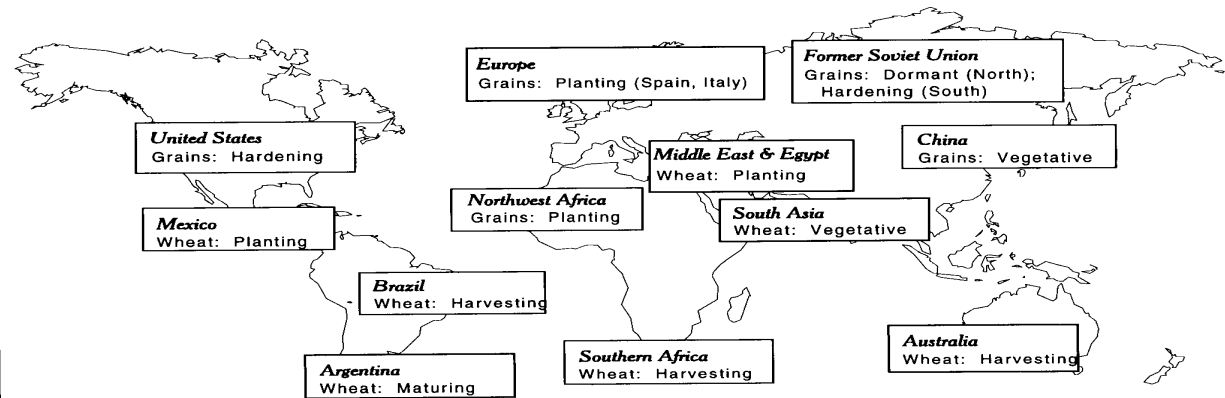 Europe
Grains: Planting (Spain, Italy)
Former Soviet Union
Grains: Dormant (North);
Hardening (South)
United States
Grains: Hardening
China
Grains: Vegetative
Middle East & Egypt
Wheat: Planting
Northwest Africa
Grains: Planting
South Asia
Wheat: Vegetative
Mexico
Wheat: Planting
Brazil
Wheat: Harvesting
Australia
Wheat: Harvesting
Southern Africa
Wheat: Harvesting
Argentina
Wheat: Maturing